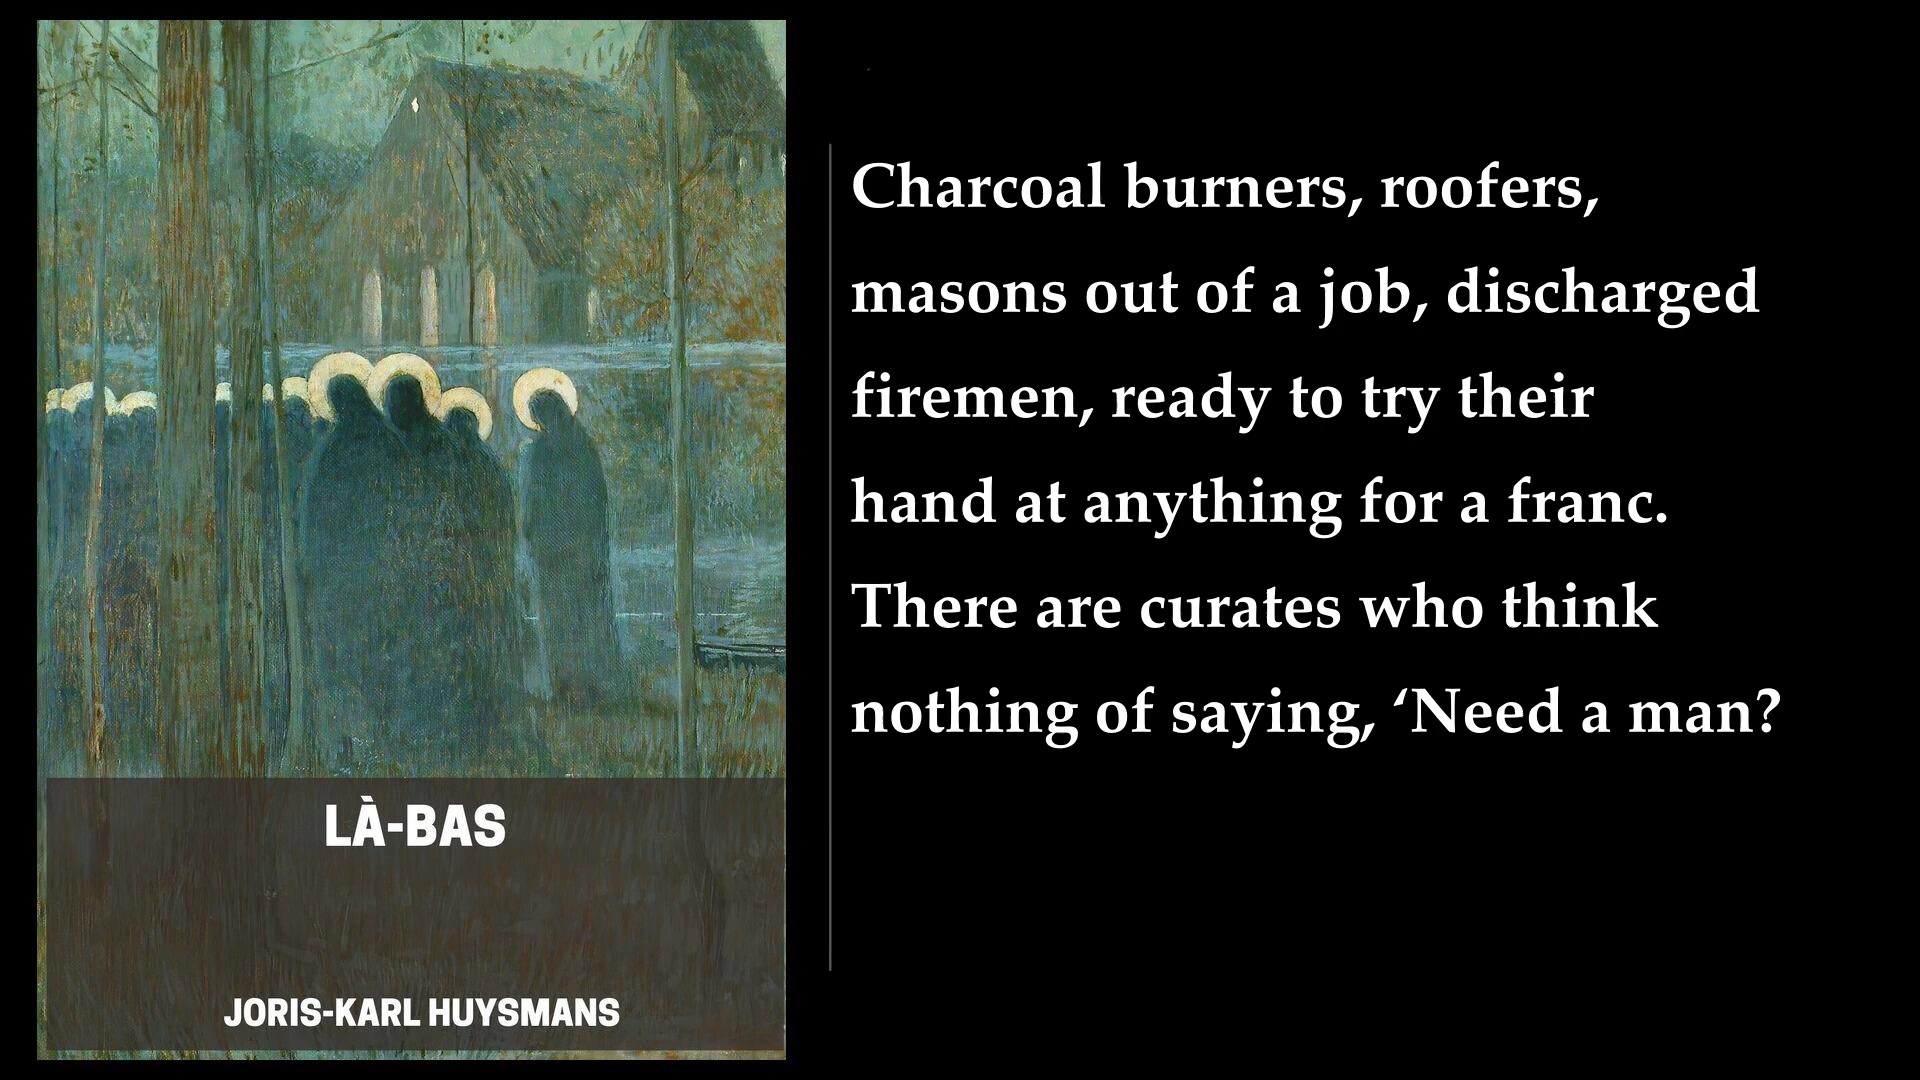 LÀ-BAS
JORIS-KARL HUYSMANS
Charcoal burners, roofers,
masons out of a job, discharged
firemen, ready to try their
hand at anything for a franc.
There are curates who think
nothing of saying, ‘Need a man?